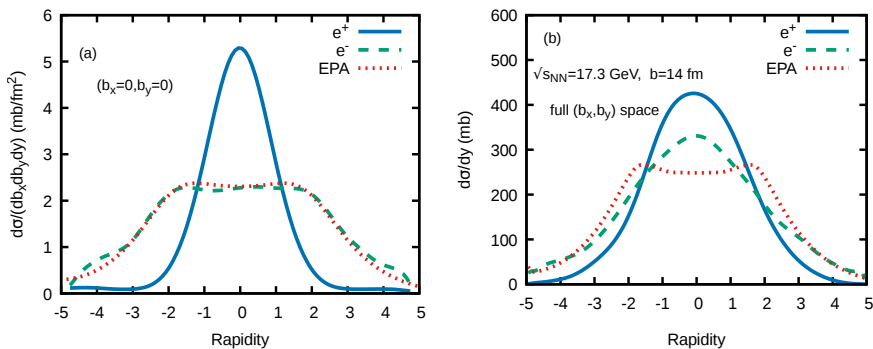 6
5
4
3
2
1
0
-5 -4 -3 -2 -1 0 1 2 3 4 5
dσ/(db_xdb_ydy) (mb/fm²)
Rapidity
(a)
(b_x=0,b_y=0)
e⁺
e⁻
EPA
600
500
400
300
200
100
0
-5 -4 -3 -2 -1 0 1 2 3 4 5
dσ/dy (mb)
Rapidity
(b)
e⁺
e⁻
EPA
√s_NN=17.3 GeV, b=14 fm
full (b_x,b_y) space